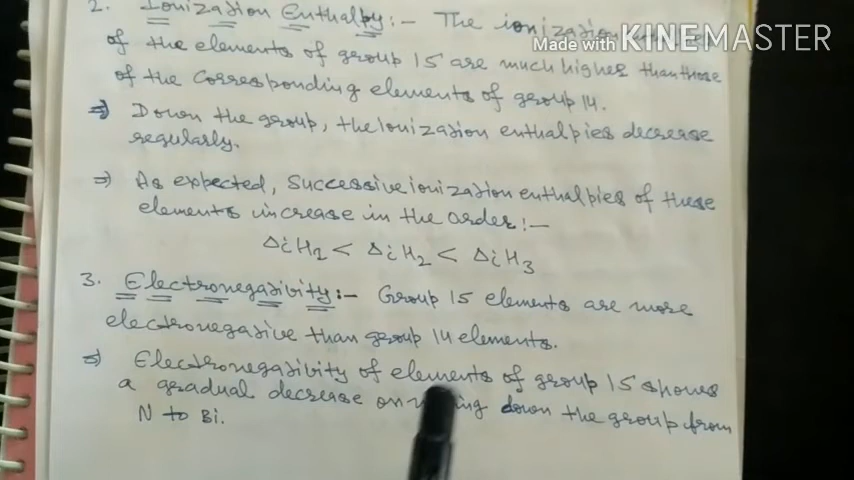 2. Ionization Enthalpy:- The ionization
Made with KINEMASTER
of the elements of group 15 are much higher than those
of the corresponding elements of group 14.
⇒ Down the group, the Ionization enthalpies decrease
regularly.
⇒ As expected, successive ionization enthalpies of these
elements increase in the order:-
ΔiH1 < ΔiH2 < ΔiH3
3. Electronegativity:- Group 15 elements are more
electronegative than group 14 elements.
⇒ Electronegativity of elements of group 15 shows
a gradual decrease on down the group from
N to Bi.